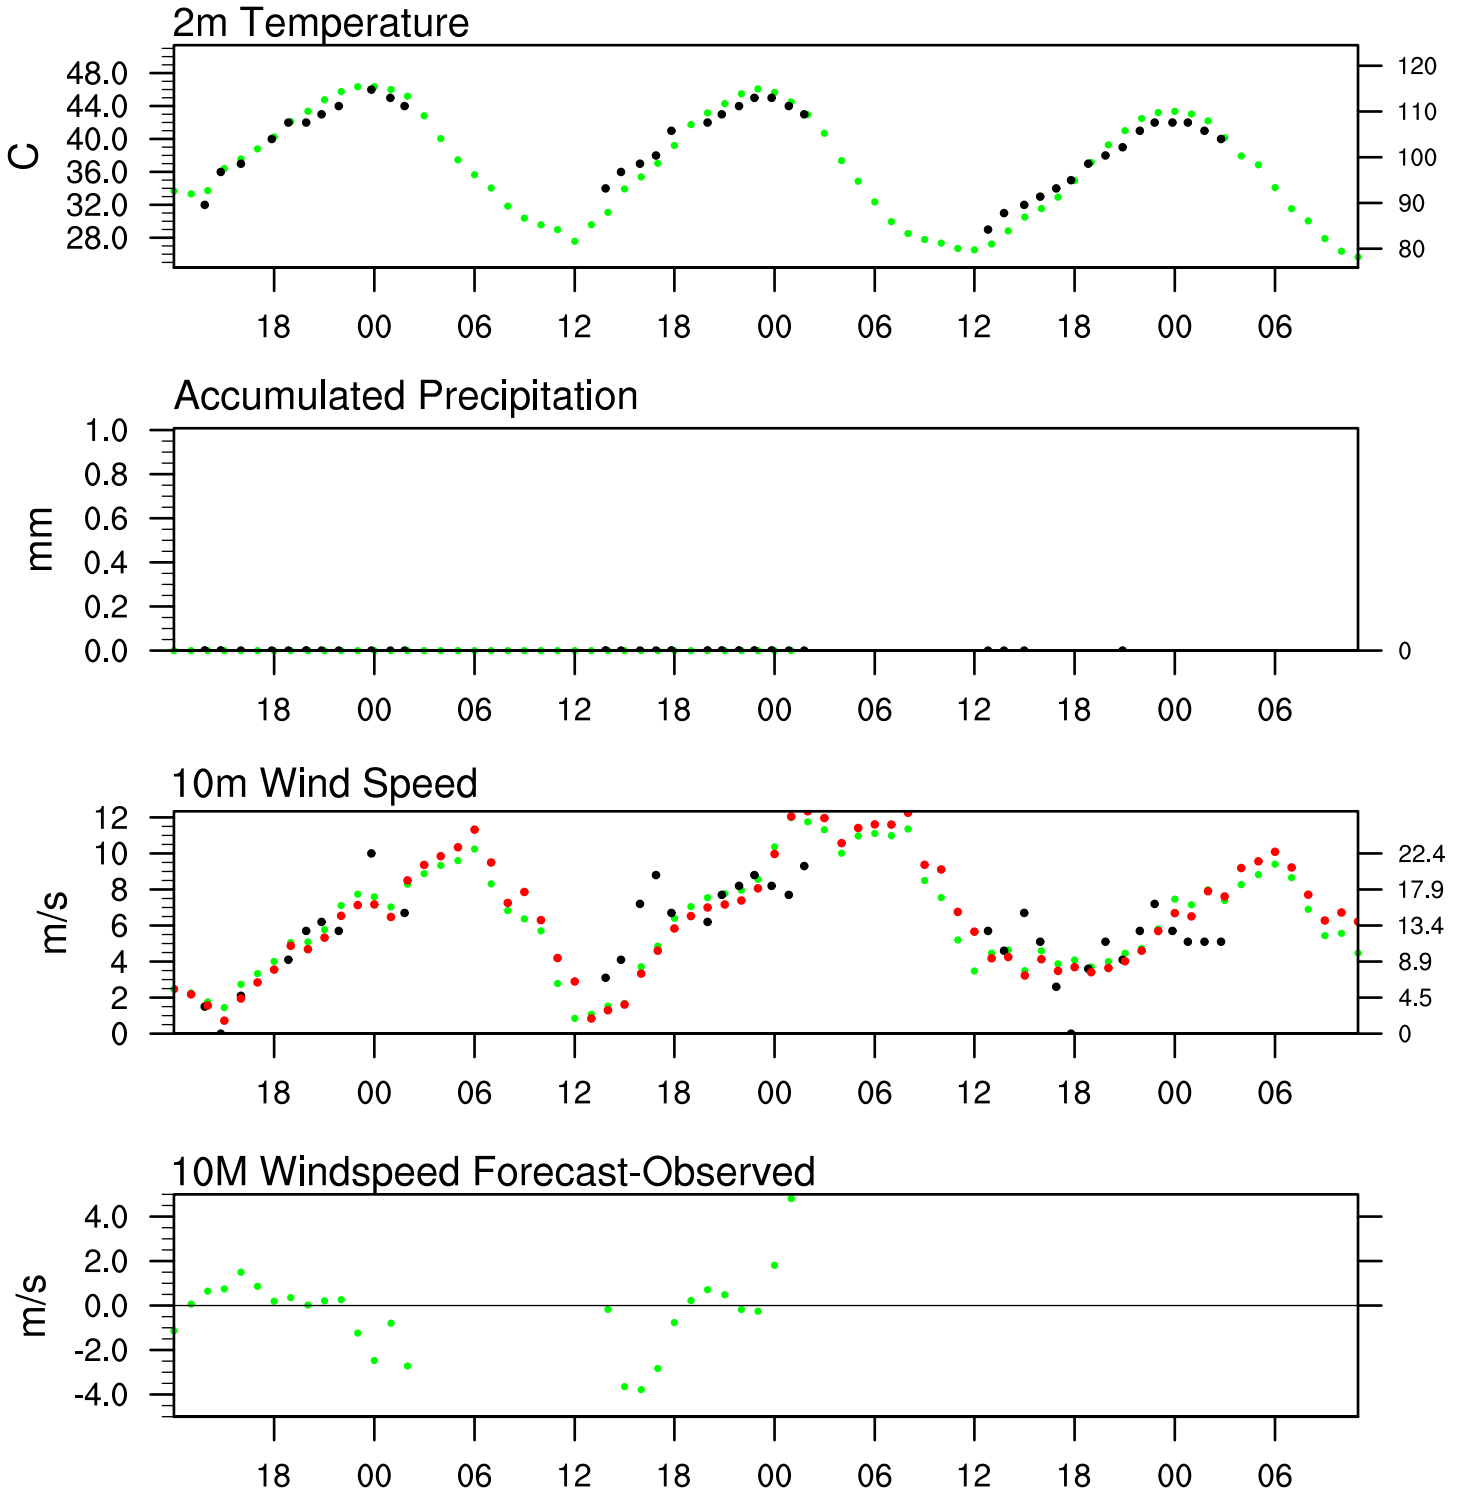 2m Temperature
48.0 120
44.0 110
40.0
C
36.0 100
32.0 90
28.0 80
18 00 06 12 18 00 06 12 18 00 06
Accumulated Precipitation
1.0
0.8
0.6
mm
0.4
0.2
0.0 0
18 00 06 12 18 00 06 12 18 00 06
10m Wind Speed
12
10 22.4
8 17.9
m/s
6 13.4
4 8.9
2 4.5
0 0
18 00 06 12 18 00 06 12 18 00 06
10M Windspeed Forecast-Observed
4.0
2.0
m/s
0.0
-2.0
-4.0
18 00 06 12 18 00 06 12 18 00 06